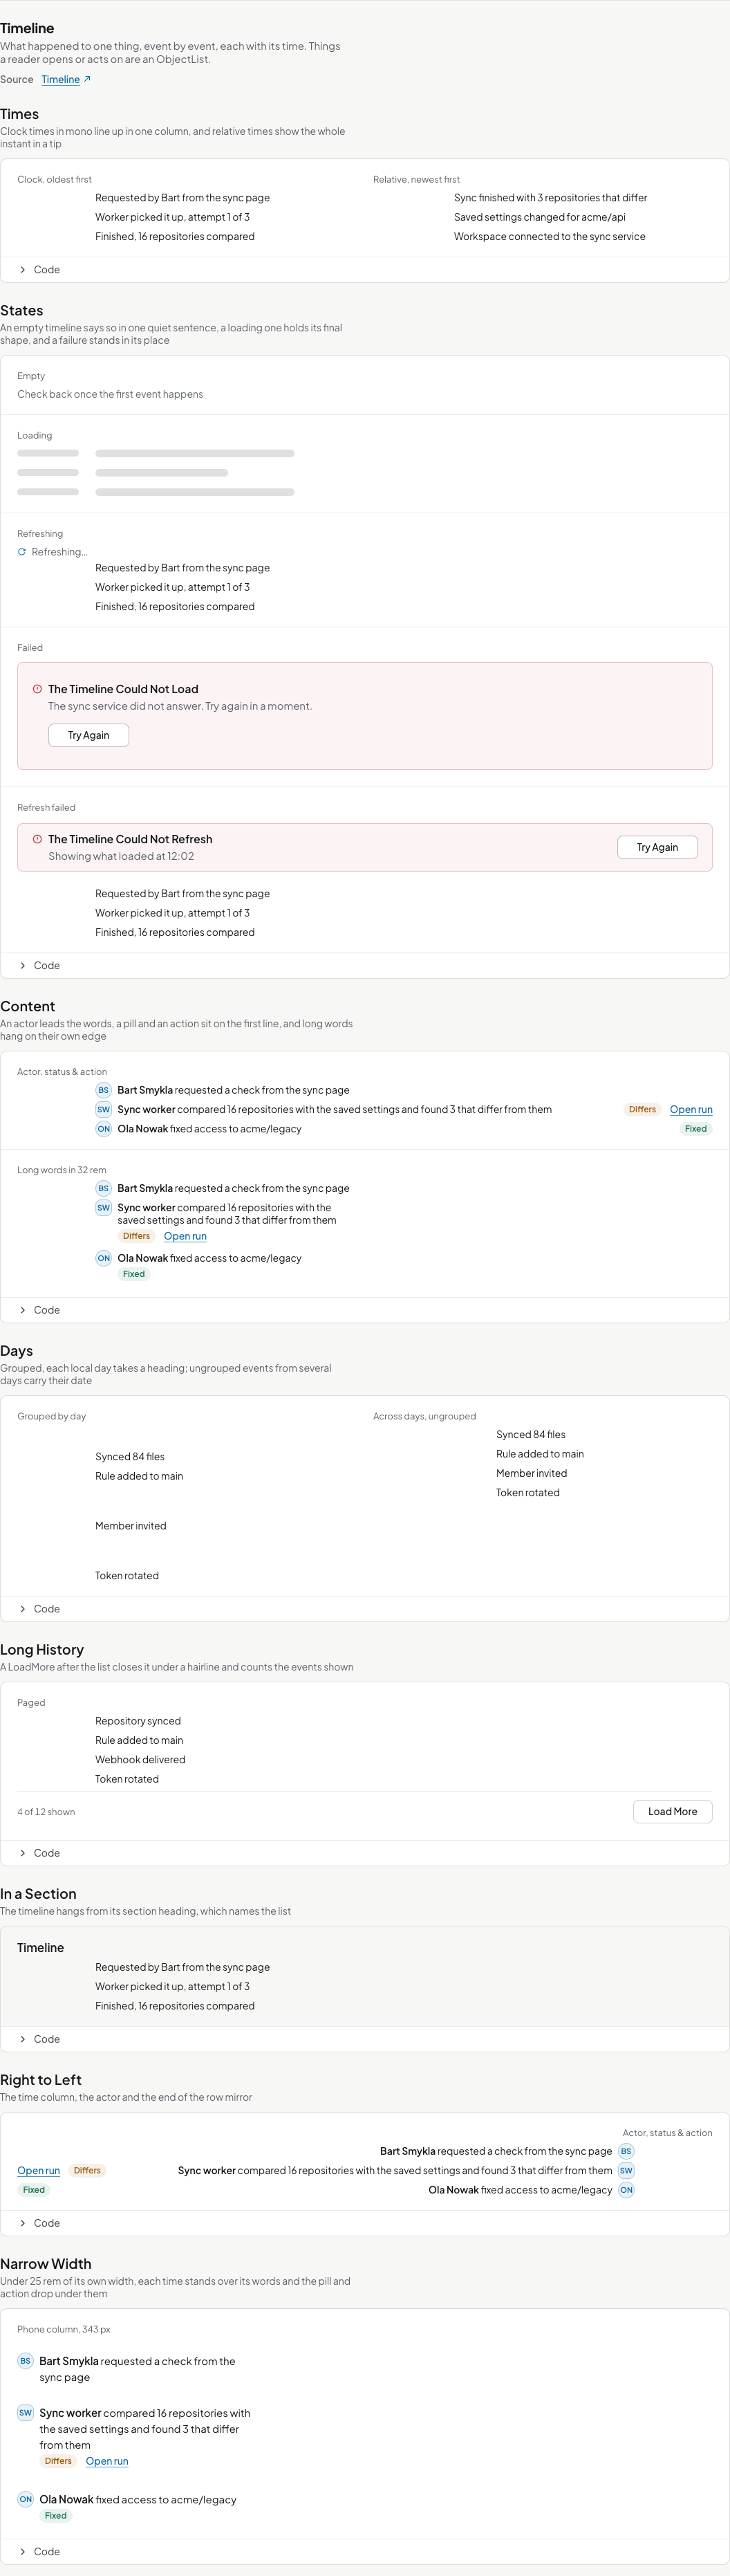 Timeline
What happened to one thing, event by event, each with its time. Things
a reader opens or acts on are an ObjectList.
Source Timeline ↗
Times
Clock times in mono line up in one column, and relative times show the whole
instant in a tip
Clock, oldest first
Requested by Bart from the sync page
Worker picked it up, attempt 1 of 3
Finished, 16 repositories compared
Relative, newest first
Sync finished with 3 repositories that differ
Saved settings changed for acme/api
Workspace connected to the sync service
Code
States
An empty timeline says so in one quiet sentence, a loading one holds its final
shape, and a failure stands in its place
Empty
Check back once the first event happens
Loading
Refreshing
Refreshing…
Requested by Bart from the sync page
Worker picked it up, attempt 1 of 3
Finished, 16 repositories compared
Failed
The Timeline Could Not Load
The sync service did not answer. Try again in a moment.
Try Again
Refresh failed
The Timeline Could Not Refresh
Showing what loaded at 12:02
Try Again
Requested by Bart from the sync page
Worker picked it up, attempt 1 of 3
Finished, 16 repositories compared
Code
Content
An actor leads the words, a pill and an action sit on the first line, and long words
hang on their own edge
Actor, status & action
BS Bart Smykla requested a check from the sync page
SW Sync worker compared 16 repositories with the saved settings and found 3 that differ from them Differs Open run
ON Ola Nowak fixed access to acme/legacy Fixed
Long words in 32 rem
BS Bart Smykla requested a check from the sync page
SW Sync worker compared 16 repositories with the
saved settings and found 3 that differ from them
Differs Open run
ON Ola Nowak fixed access to acme/legacy
Fixed
Code
Days
Grouped, each local day takes a heading; ungrouped events from several
days carry their date
Grouped by day
Synced 84 files
Rule added to main
Member invited
Token rotated
Across days, ungrouped
Synced 84 files
Rule added to main
Member invited
Token rotated
Code
Long History
A LoadMore after the list closes it under a hairline and counts the events shown
Paged
Repository synced
Rule added to main
Webhook delivered
Token rotated
4 of 12 shown Load More
Code
In a Section
The timeline hangs from its section heading, which names the list
Timeline
Requested by Bart from the sync page
Worker picked it up, attempt 1 of 3
Finished, 16 repositories compared
Code
Right to Left
The time column, the actor and the end of the row mirror
Actor, status & action
Bart Smykla requested a check from the sync page BS
Open run Differs Sync worker compared 16 repositories with the saved settings and found 3 that differ from them SW
Fixed Ola Nowak fixed access to acme/legacy ON
Code
Narrow Width
Under 25 rem of its own width, each time stands over its words and the pill and
action drop under them
Phone column, 343 px
BS Bart Smykla requested a check from the
sync page
SW Sync worker compared 16 repositories with
the saved settings and found 3 that differ
from them
Differs Open run
ON Ola Nowak fixed access to acme/legacy
Fixed
Code